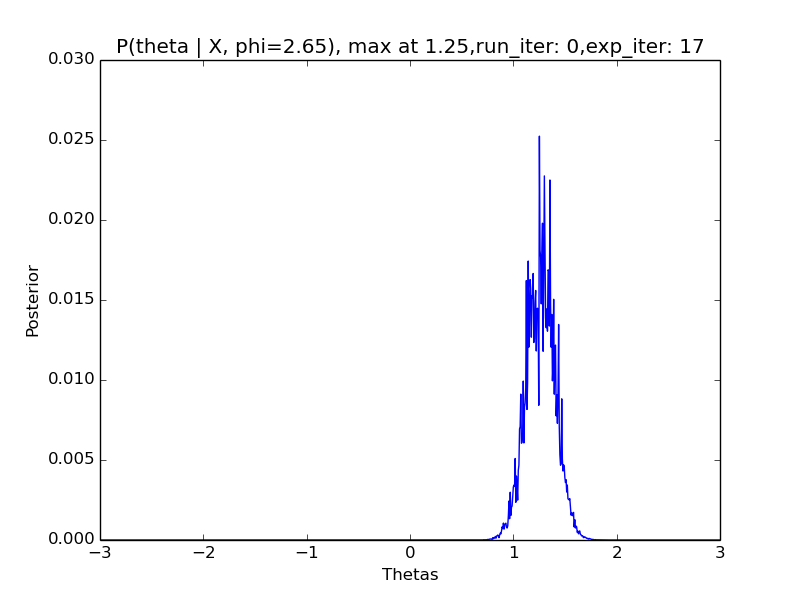 P(theta | X, phi=2.65), max at 1.25,run_iter: 0,exp_iter: 17
0.030
0.025
0.020
0.015
0.010
0.005
0.000
Posterior
−3 −2 −1 0 1 2 3
Thetas